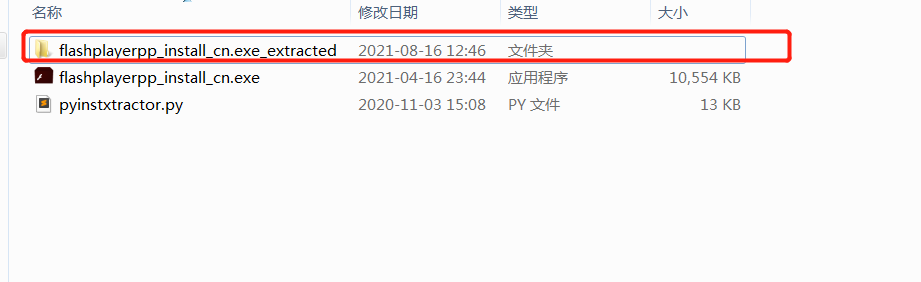 名称 修改日期 类型 大小
flashplayerpp_install_cn.exe_extracted 2021-08-16 12:46 文件夹
flashplayerpp_install_cn.exe 2021-04-16 23:44 应用程序 10,554 KB
pyinstxtractor.py 2020-11-03 15:08 PY 文件 13 KB